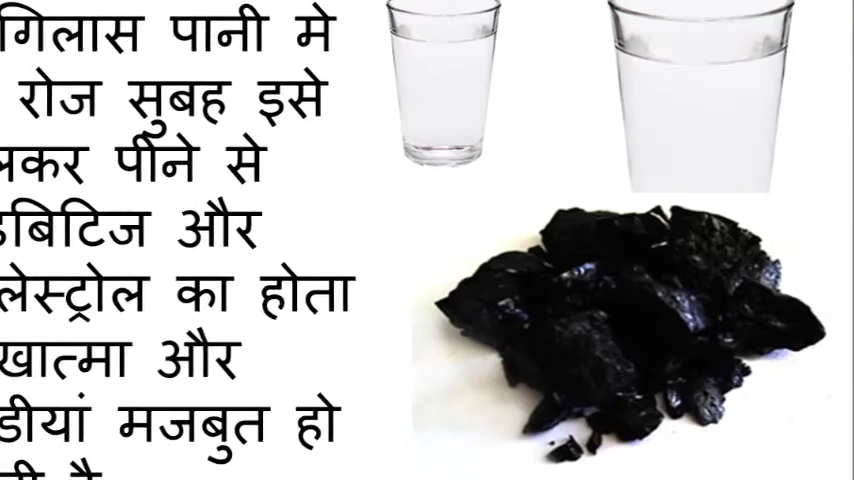 गिलास पानी मे
रोज सुबह इसे
पीने से
और
का होता
खात्मा और
मजबुत हो
है